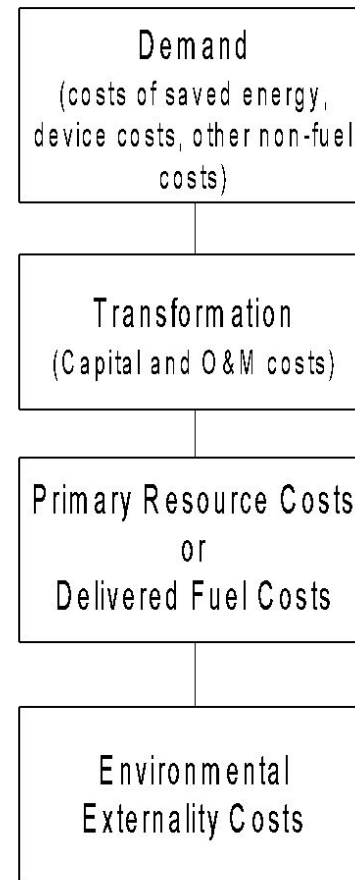 Demand
(costs of saved energy,
device costs, other non-fuel
costs)
Transformation
(Capital and O&M costs)
Primary Resource Costs
or
Delivered Fuel Costs
Environmental
Externality Costs